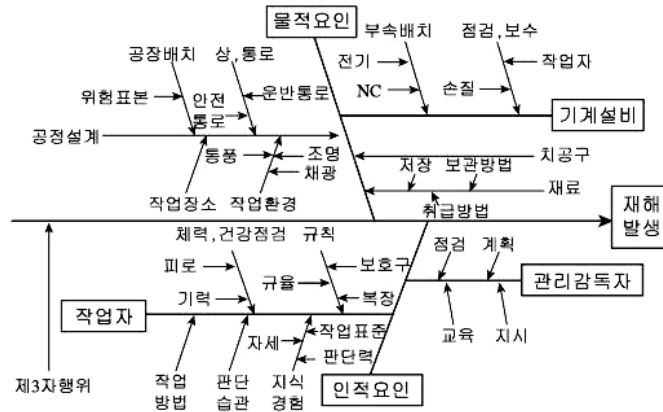 물적요인
부속배치
점검,보수
공장배치
상,통로
전기
작업자
위험표본
안전
통로
운반통로
NC
손질
기계설비
공정설계
통풍
조명
채광
치공구
저장
보관방법
재료
작업장소
작업환경
취급방법
재해
발생
체력,건강점검
규칙
점검
계획
피로
보호구
규율
관리감독자
기력
복장
작업자
자세
작업표준
교육
지시
판단력
제3자행위
작업
방법
판단
습관
지식
경험
인적요인